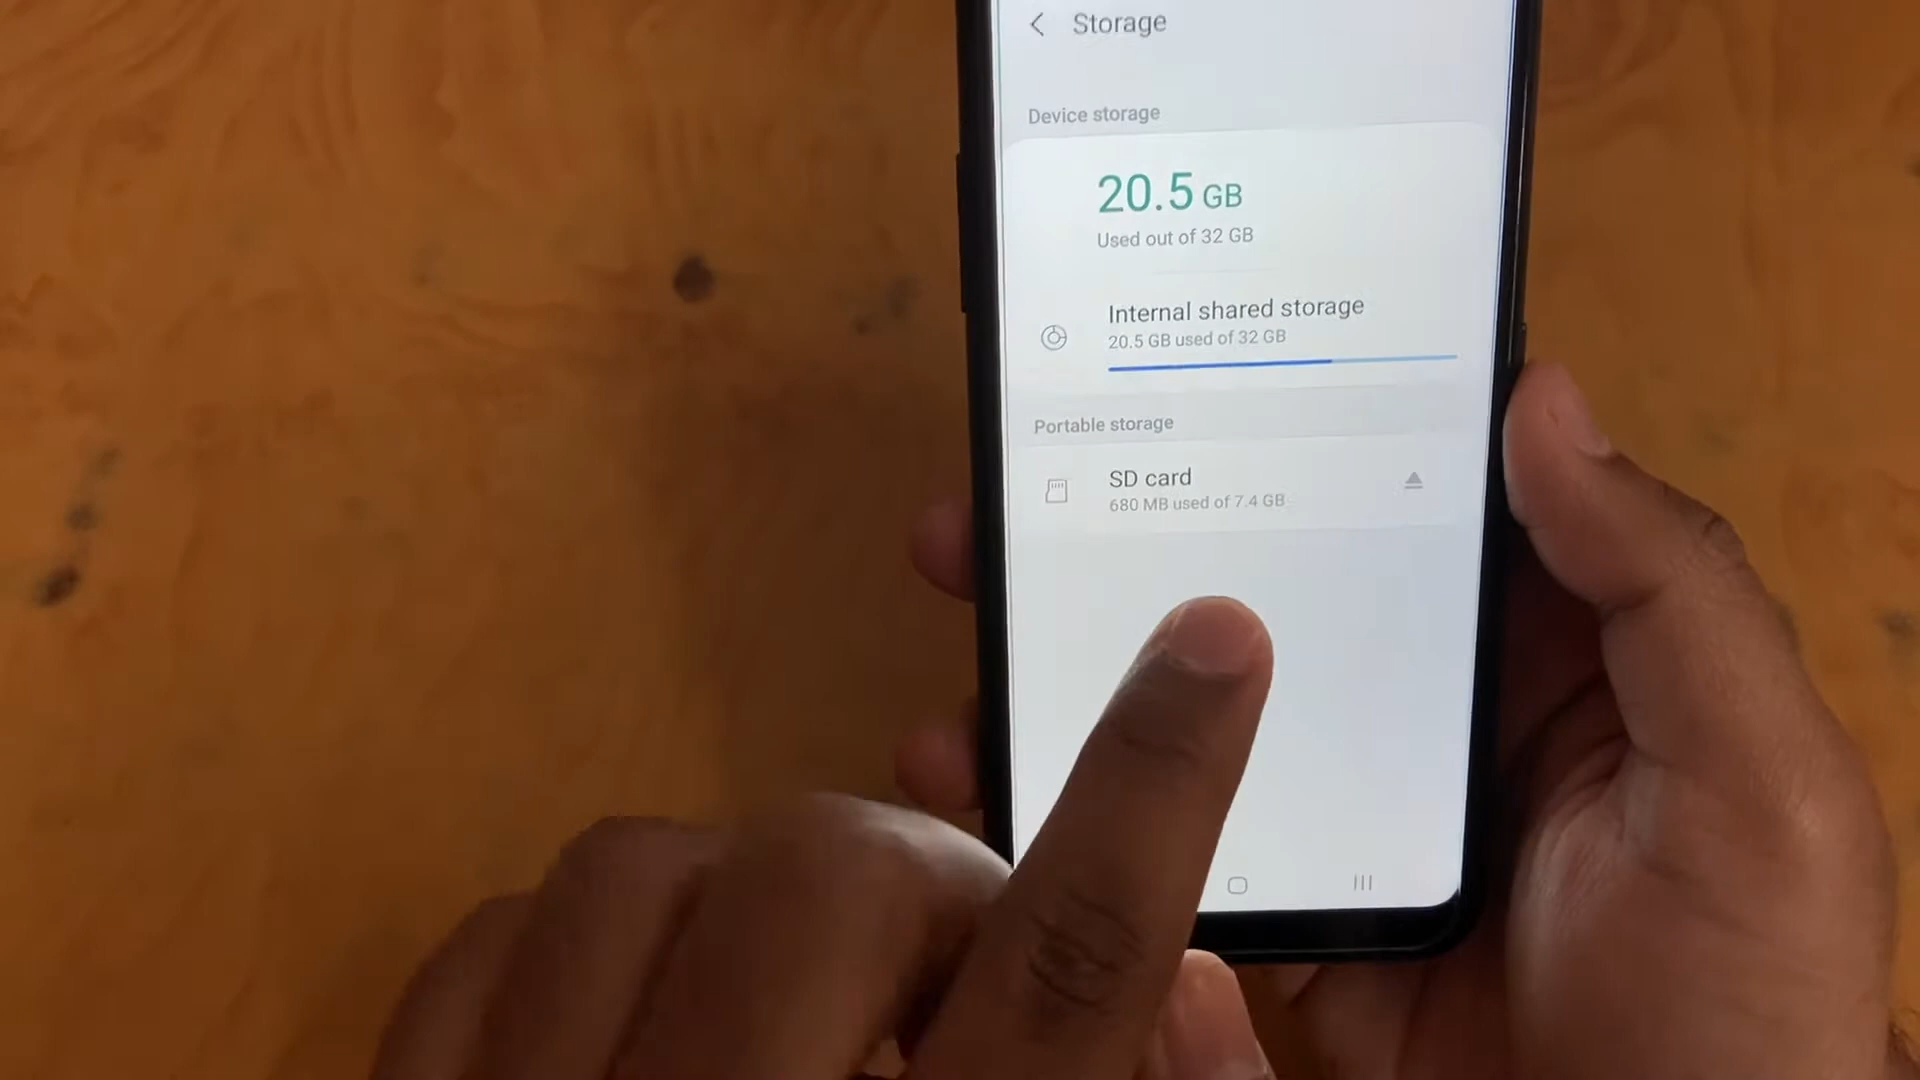 Storage
Device storage
20.5 GB
Used out of 32 GB
Internal shared storage
20.5 GB used of 32 GB
Portable storage
SD card
680 MB used of 7.4 GB